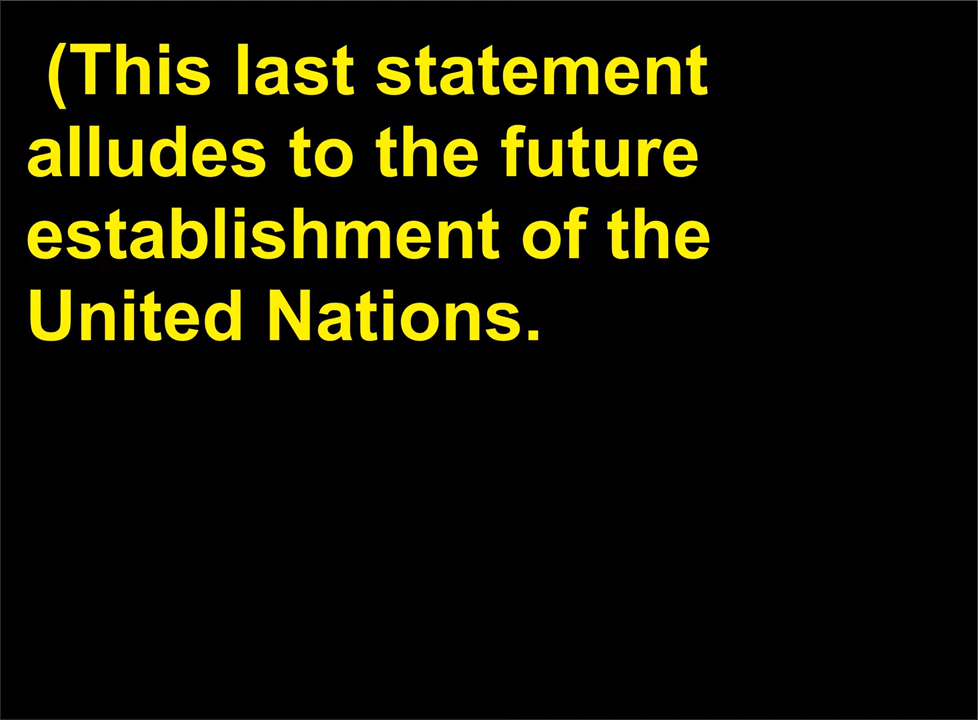 (This last statement
alludes to the future
establishment of the
United Nations.